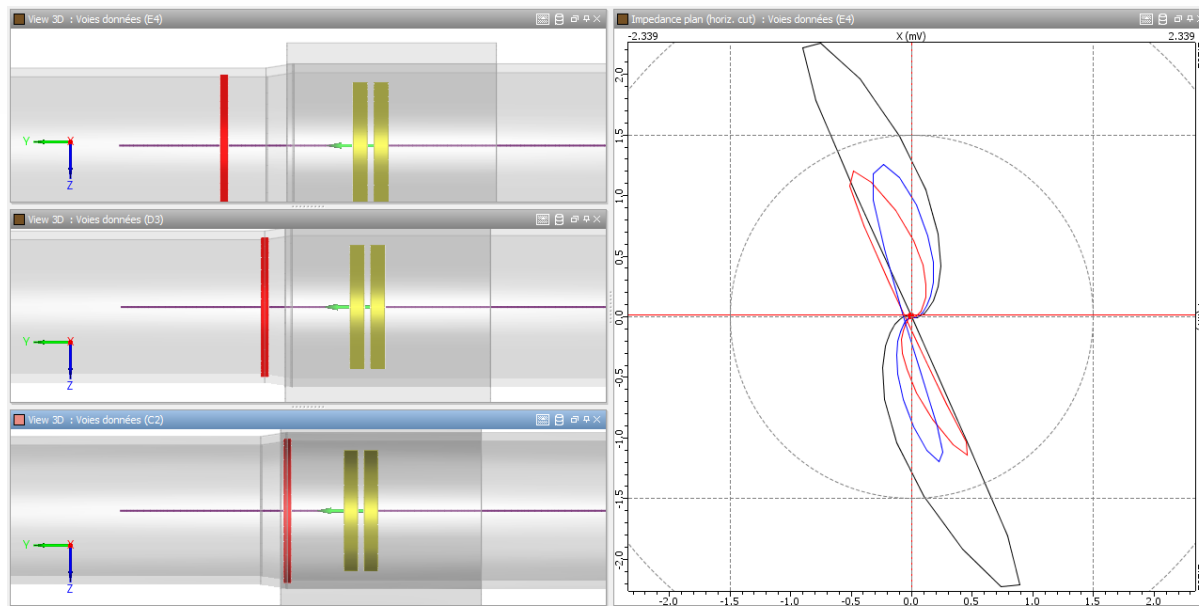 View 3D : Voies données (E4)
Y
X
Z
View 3D : Voies données (D3)
Y
X
Z
View 3D : Voies données (C2)
Y
X
Z
Impedance plan (horiz. cut) : Voies données (E4)
-2.339
X (mV)
2.339
2.0
1.5
1.0
0.5
0.0
-0.5
-1.0
-1.5
-2.0
-2.0 -1.5 -1.0 -0.5 0.0 0.5 1.0 1.5 2.0